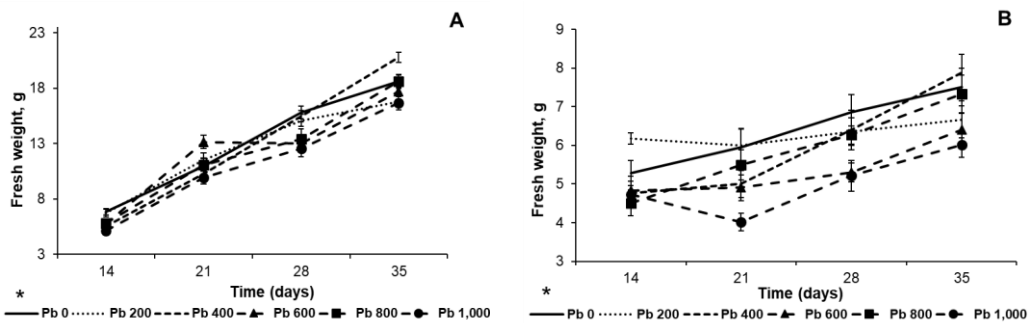 A
Fresh weight, g
23
18
13
8
3
14 21 28 35
Time (days)
*
Pb 0 Pb 200 Pb 400 Pb 600 Pb 800 Pb 1,000
B
Fresh weight, g
9
8
7
6
5
4
3
14 21 28 35
Time (days)
*
Pb 0 Pb 200 Pb 400 Pb 600 Pb 800 Pb 1,000